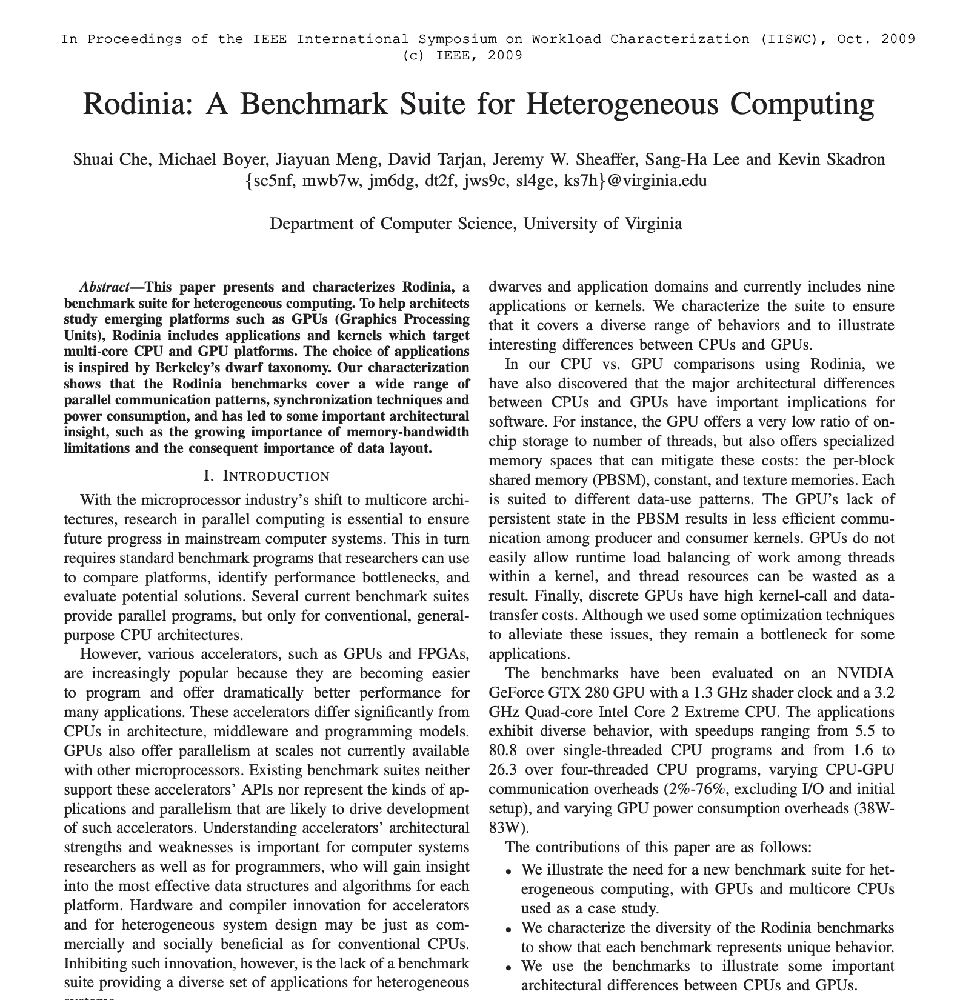 In Proceedings of the IEEE International Symposium on Workload Characterization (IISWC), Oct. 2009
(c) IEEE, 2009
Rodinia: A Benchmark Suite for Heterogeneous Computing
Shuai Che, Michael Boyer, Jiayuan Meng, David Tarjan, Jeremy W. Sheaffer, Sang-Ha Lee and Kevin Skadron
{sc5nf, mwb7w, jm6dg, dt2f, jws9c, sl4ge, ks7h}@virginia.edu
Department of Computer Science, University of Virginia
Abstract—This paper presents and characterizes Rodinia, a
benchmark suite for heterogeneous computing. To help architects
study emerging platforms such as GPUs (Graphics Processing
Units), Rodinia includes applications and kernels which target
multi-core CPU and GPU platforms. The choice of applications
is inspired by Berkeley's dwarf taxonomy. Our characterization
shows that the Rodinia benchmarks cover a wide range of
parallel communication patterns, synchronization techniques and
power consumption, and has led to some important architectural
insight, such as the growing importance of memory-bandwidth
limitations and the consequent importance of data layout.
I. INTRODUCTION
With the microprocessor industry's shift to multicore archi-
tectures, research in parallel computing is essential to ensure
future progress in mainstream computer systems. This in turn
requires standard benchmark programs that researchers can use
to compare platforms, identify performance bottlenecks, and
evaluate potential solutions. Several current benchmark suites
provide parallel programs, but only for conventional, general-
purpose CPU architectures.
However, various accelerators, such as GPUs and FPGAs,
are increasingly popular because they are becoming easier
to program and offer dramatically better performance for
many applications. These accelerators differ significantly from
CPUs in architecture, middleware and programming models.
GPUs also offer parallelism at scales not currently available
with other microprocessors. Existing benchmark suites neither
support these accelerators' APIs nor represent the kinds of ap-
plications and parallelism that are likely to drive development
of such accelerators. Understanding accelerators' architectural
strengths and weaknesses is important for computer systems
researchers as well as for programmers, who will gain insight
into the most effective data structures and algorithms for each
platform. Hardware and compiler innovation for accelerators
and for heterogeneous system design may be just as com-
mercially and socially beneficial as for conventional CPUs.
Inhibiting such innovation, however, is the lack of a benchmark
suite providing a diverse set of applications for heterogeneous
dwarves and application domains and currently includes nine
applications or kernels. We characterize the suite to ensure
that it covers a diverse range of behaviors and to illustrate
interesting differences between CPUs and GPUs.
In our CPU vs. GPU comparisons using Rodinia, we
have also discovered that the major architectural differences
between CPUs and GPUs have important implications for
software. For instance, the GPU offers a very low ratio of on-
chip storage to number of threads, but also offers specialized
memory spaces that can mitigate these costs: the per-block
shared memory (PBSM), constant, and texture memories. Each
is suited to different data-use patterns. The GPU's lack of
persistent state in the PBSM results in less efficient commu-
nication among producer and consumer kernels. GPUs do not
easily allow runtime load balancing of work among threads
within a kernel, and thread resources can be wasted as a
result. Finally, discrete GPUs have high kernel-call and data-
transfer costs. Although we used some optimization techniques
to alleviate these issues, they remain a bottleneck for some
applications.
The benchmarks have been evaluated on an NVIDIA
GeForce GTX 280 GPU with a 1.3 GHz shader clock and a 3.2
GHz Quad-core Intel Core 2 Extreme CPU. The applications
exhibit diverse behavior, with speedups ranging from 5.5 to
80.8 over single-threaded CPU programs and from 1.6 to
26.3 over four-threaded CPU programs, varying CPU-GPU
communication overheads (2%-76%, excluding I/O and initial
setup), and varying GPU power consumption overheads (38W-
83W).
The contributions of this paper are as follows:
• We illustrate the need for a new benchmark suite for het-
erogeneous computing, with GPUs and multicore CPUs
used as a case study.
• We characterize the diversity of the Rodinia benchmarks
to show that each benchmark represents unique behavior.
• We use the benchmarks to illustrate some important
architectural differences between CPUs and GPUs.